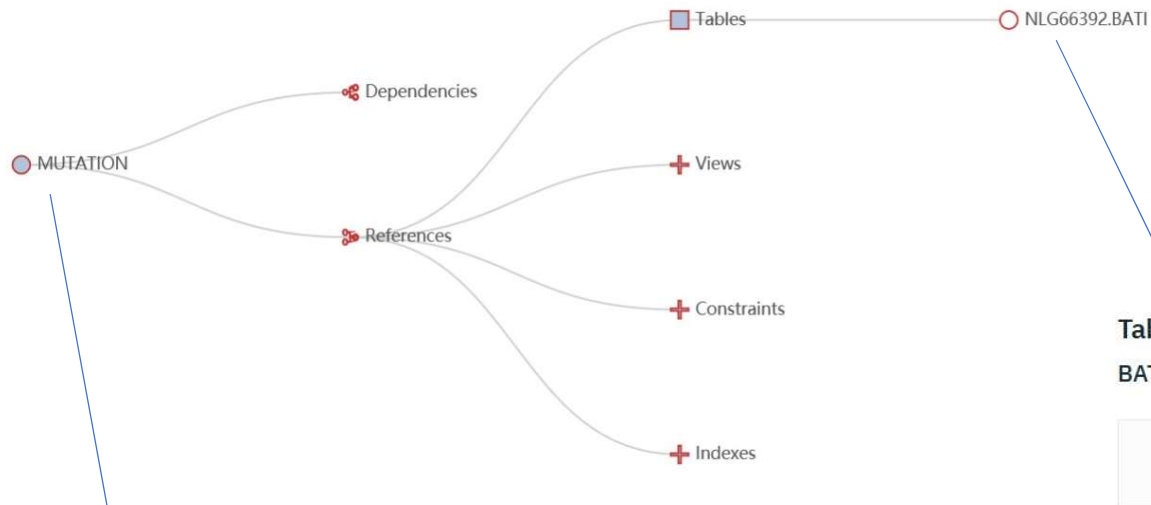 Tables
NLG66392.BATI
Dependencies
MUTATION
Views
References
Constraints
Indexes